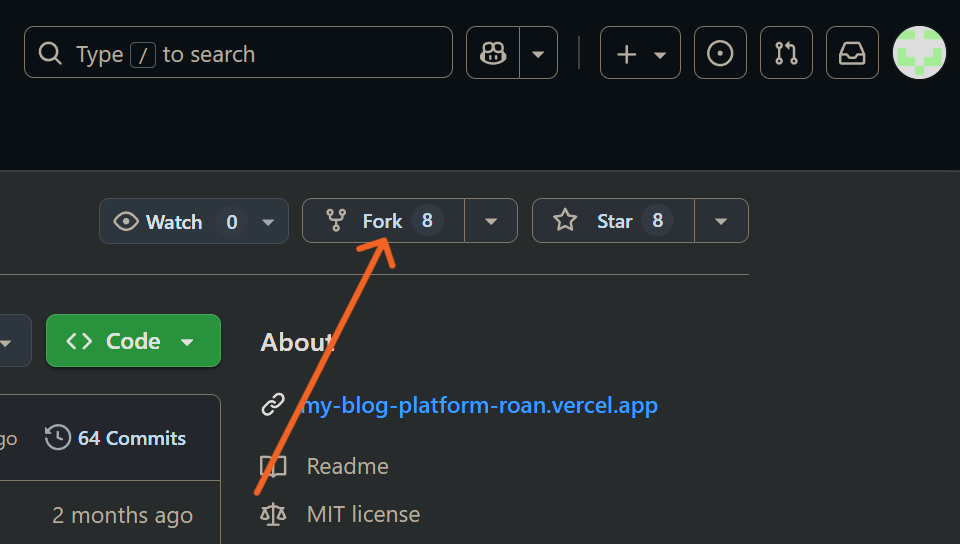 Type / to search
Watch 0
Fork 8
Star 8
Code
About
my-blog-platform-roan.vercel.app
go
64 Commits
Readme
2 months ago
MIT license